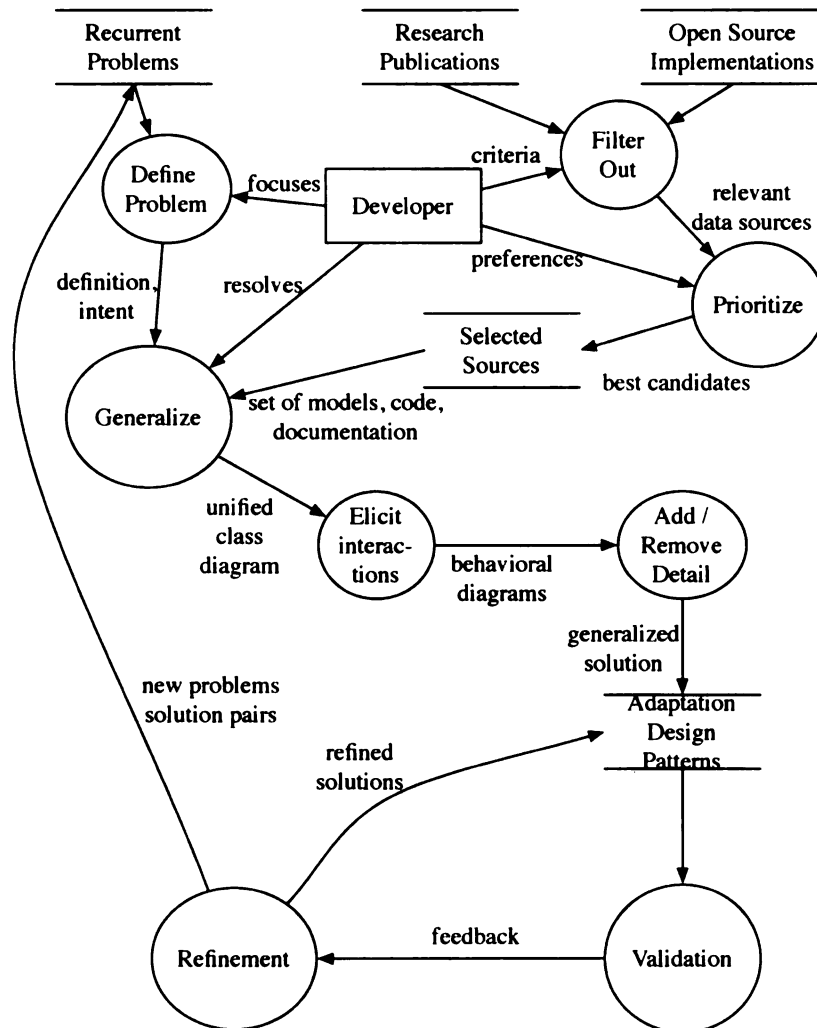 Recurrent
Problems
Research
Publications
Open Source
Implementations
Filter
Out
criteria
Define
Problem
focuses
Developer
relevant
data sources
preferences
definition,
intent
resolves
Prioritize
Selected
Sources
best candidates
Generalize
set of models, code,
documentation
unified
class
diagram
Elicit
interac-
tions
behavioral
diagrams
Add /
Remove
Detail
generalized
solution
new problems
solution pairs
Adaptation
Design
Patterns
refined
solutions
feedback
Refinement
Validation